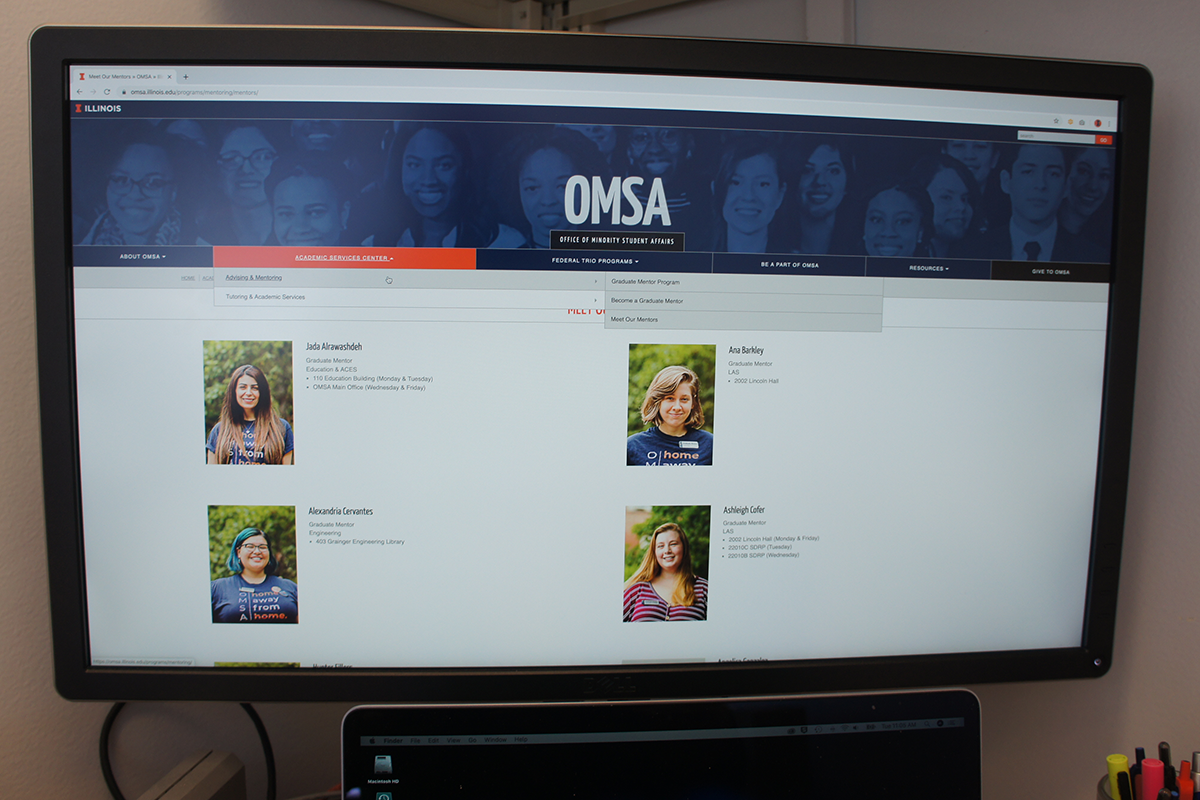 Meet Our Mentors » OMSA »
omsa.illinois.edu/programs/mentoring/mentors/
I ILLINOIS
search
GO
OMSA
OFFICE OF MINORITY STUDENT AFFAIRS
ABOUT OMSA
ACADEMIC SERVICES CENTER
FEDERAL TRIO PROGRAMS
BE A PART OF OMSA
RESOURCES
GIVE TO OMSA
HOME
Advising & Mentoring
Graduate Mentor Program
Tutoring & Academic Services
Become a Graduate Mentor
Meet Our Mentors
MEET
Jada Alrawashdeh
Graduate Mentor
Education & ACES
• 110 Education Building (Monday & Tuesday)
• OMSA Main Office (Wednesday & Friday)
from
home
Ana Barkley
Graduate Mentor
LAS
• 2002 Lincoln Hall
O home
M away
Alexandria Cervantes
Graduate Mentor
Engineering
• 403 Grainger Engineering Library
O home
M away
S from
A home.
Ashleigh Cofer
Graduate Mentor
LAS
• 2002 Lincoln Hall (Monday & Friday)
• 22010C SDRP (Tuesday)
• 22010B SDRP (Wednesday)
https://omsa.illinois.edu/programs/mentoring/
DELL
Finder File Edit View Go Window Help
Macintosh HD